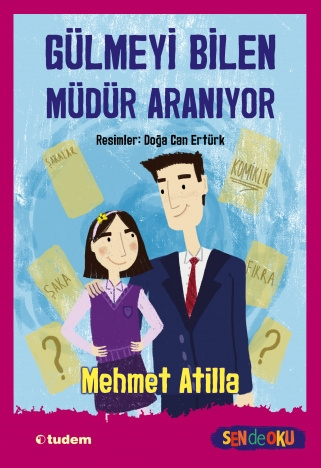 GÜLMEYİ BİLEN
MÜDÜR ARANIYOR
Resimler: Doğa Can Ertürk
ŞAKALAR
KOMİKLİK
ŞAKA
FIKRA
?
?
Mehmet Atilla
tudem
SEN de OKU